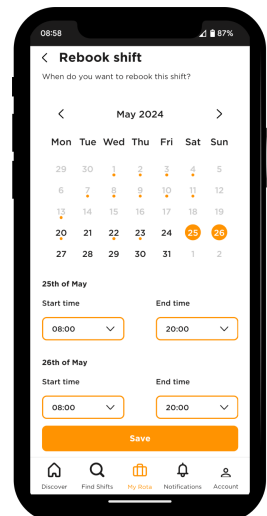 08:58 87%
Rebook shift
When do you want to rebook this shift?
May 2024
Mon Tue Wed Thu Fri Sat Sun
29 30 1 2 3 4 5
6 7 8 9 10 11 12
13 14 15 16 17 18 19
20 21 22 23 24 25 26
27 28 29 30 31 1 2
25th of May
Start time End time
08:00 20:00
26th of May
Start time End time
08:00 20:00
Save
Discover Find Shifts My Rota Notifications Account